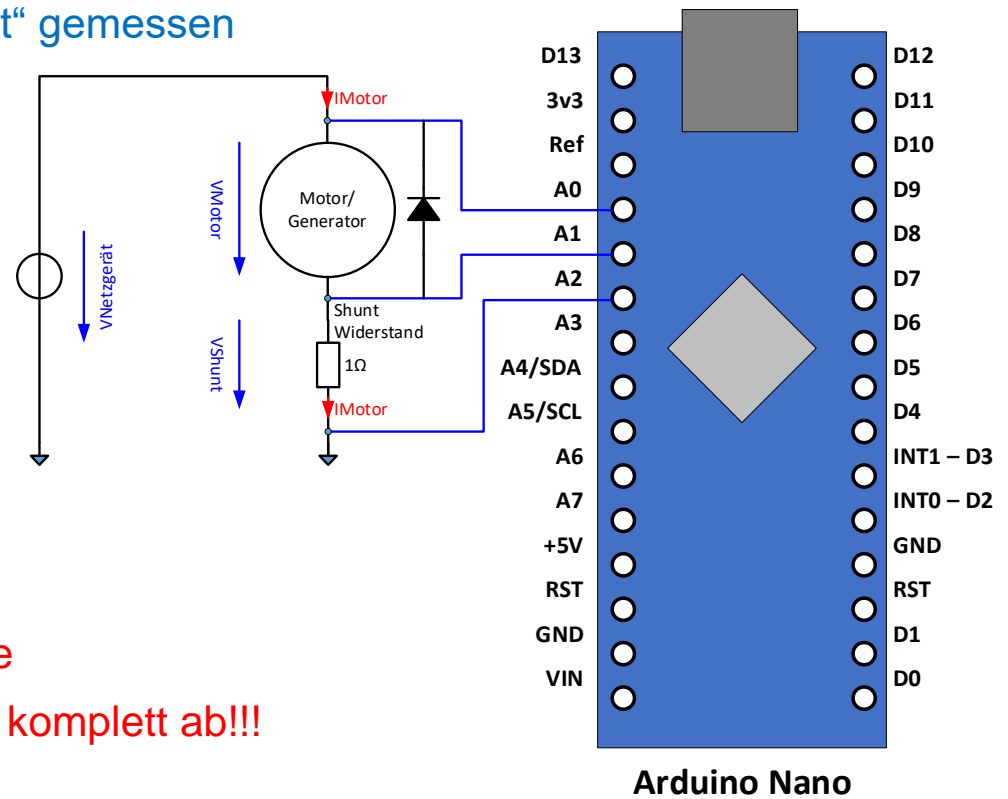 t“ gemessen
IMotor
VMotor
Motor/
Generator
VNetzgerät
Shunt
Widerstand
VShunt
1Ω
IMotor
e
komplett ab!!!
D13
3v3
Ref
A0
A1
A2
A3
A4/SDA
A5/SCL
A6
A7
+5V
RST
GND
VIN
D12
D11
D10
D9
D8
D7
D6
D5
D4
INT1 – D3
INT0 – D2
GND
RST
D1
D0
Arduino Nano